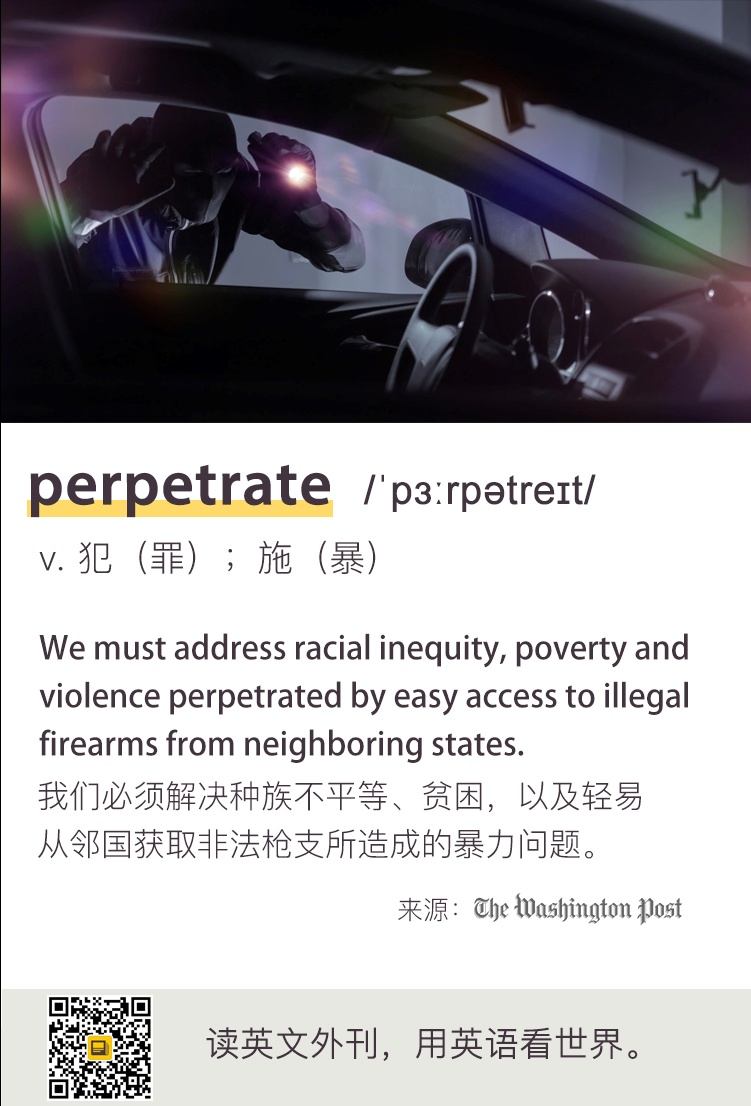 perpetrate /ˈpɜːrpətreɪt/
v. 犯（罪）；施（暴）
We must address racial inequity, poverty and
violence perpetrated by easy access to illegal
firearms from neighboring states.
我们必须解决种族不平等、贫困，以及轻易
从邻国获取非法枪支所造成的暴力问题。
来源：The Washington Post
读英文外刊，用英语看世界。